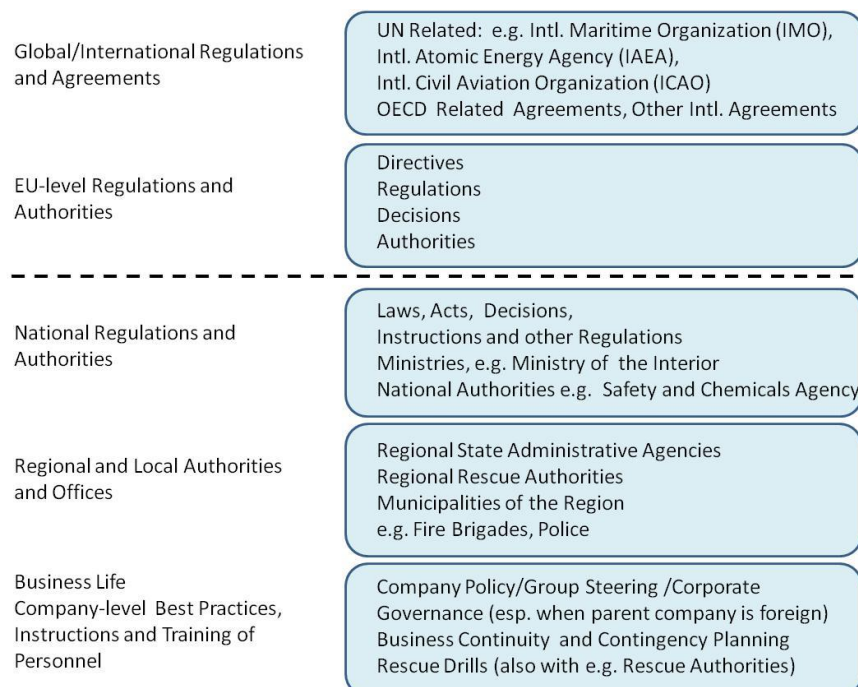 Global/International Regulations
and Agreements
UN Related: e.g. Intl. Maritime Organization (IMO),
Intl. Atomic Energy Agency (IAEA),
Intl. Civil Aviation Organization (ICAO)
OECD Related Agreements, Other Intl. Agreements
EU-level Regulations and
Authorities
Directives
Regulations
Decisions
Authorities
National Regulations and
Authorities
Laws, Acts, Decisions,
Instructions and other Regulations
Ministries, e.g. Ministry of the Interior
National Authorities e.g. Safety and Chemicals Agency
Regional and Local Authorities
and Offices
Regional State Administrative Agencies
Regional Rescue Authorities
Municipalities of the Region
e.g. Fire Brigades, Police
Business Life
Company-level Best Practices,
Instructions and Training of
Personnel
Company Policy/Group Steering /Corporate
Governance (esp. when parent company is foreign)
Business Continuity and Contingency Planning
Rescue Drills (also with e.g. Rescue Authorities)